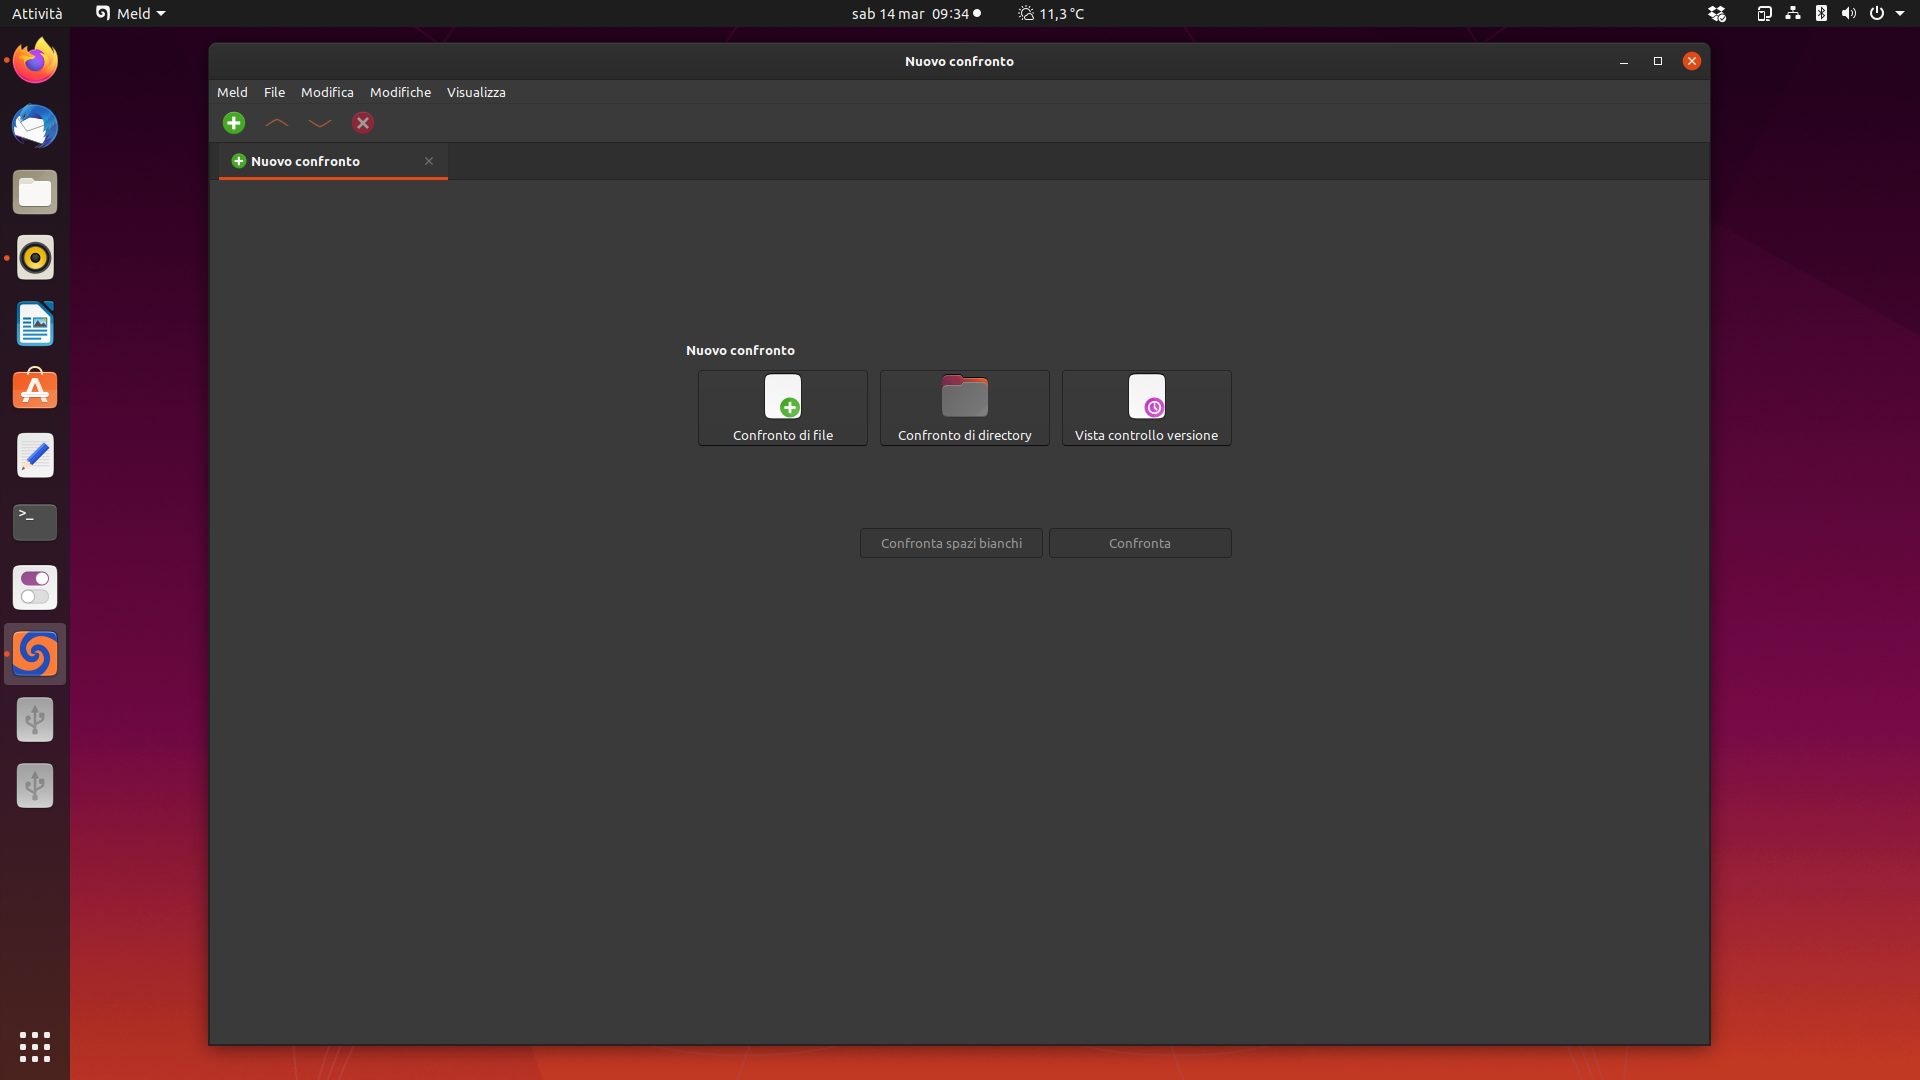 Attività Meld sab 14 mar 09:34 11,3 °C
Nuovo confronto
Meld File Modifica Modifiche Visualizza
Nuovo confronto
Nuovo confronto
Confronto di file Confronto di directory Vista controllo versione
Confronta spazi bianchi Confronta
>_